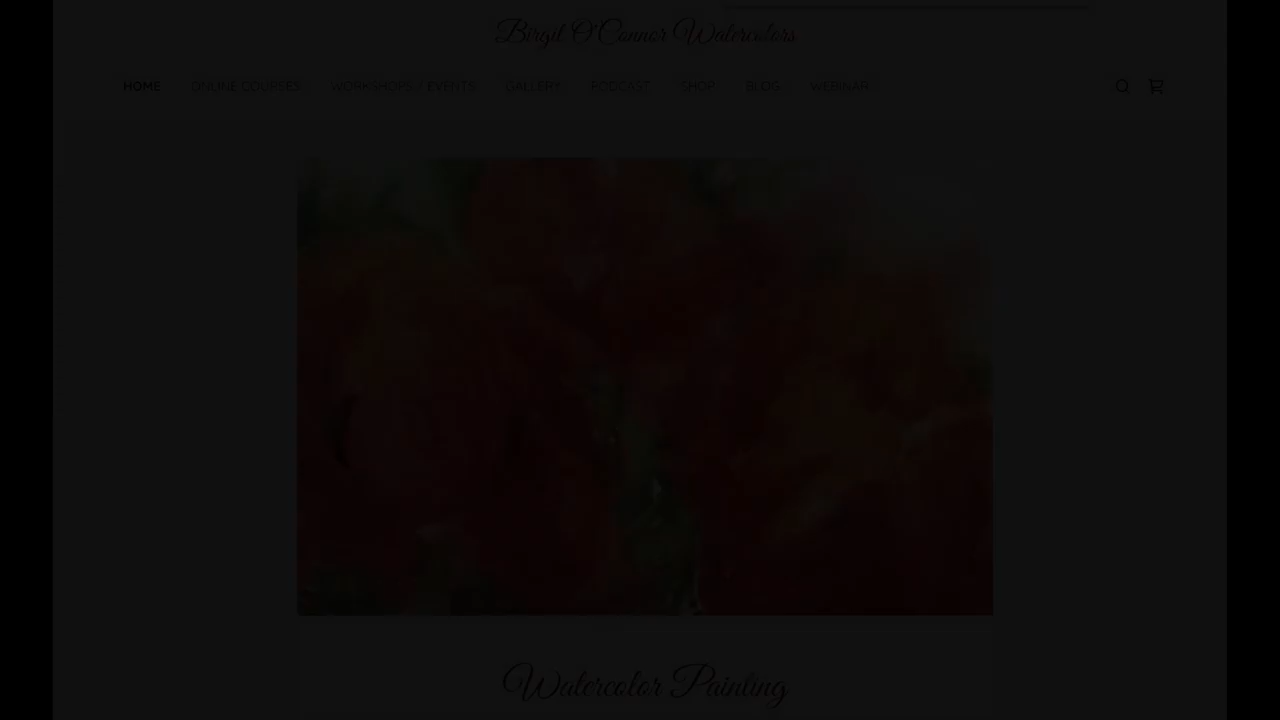 Birgit O'Connor Watercolors
HOME ONLINE COURSES WORKSHOPS / EVENTS GALLERY PODCAST SHOP BLOG WEBINAR
Watercolor Painting